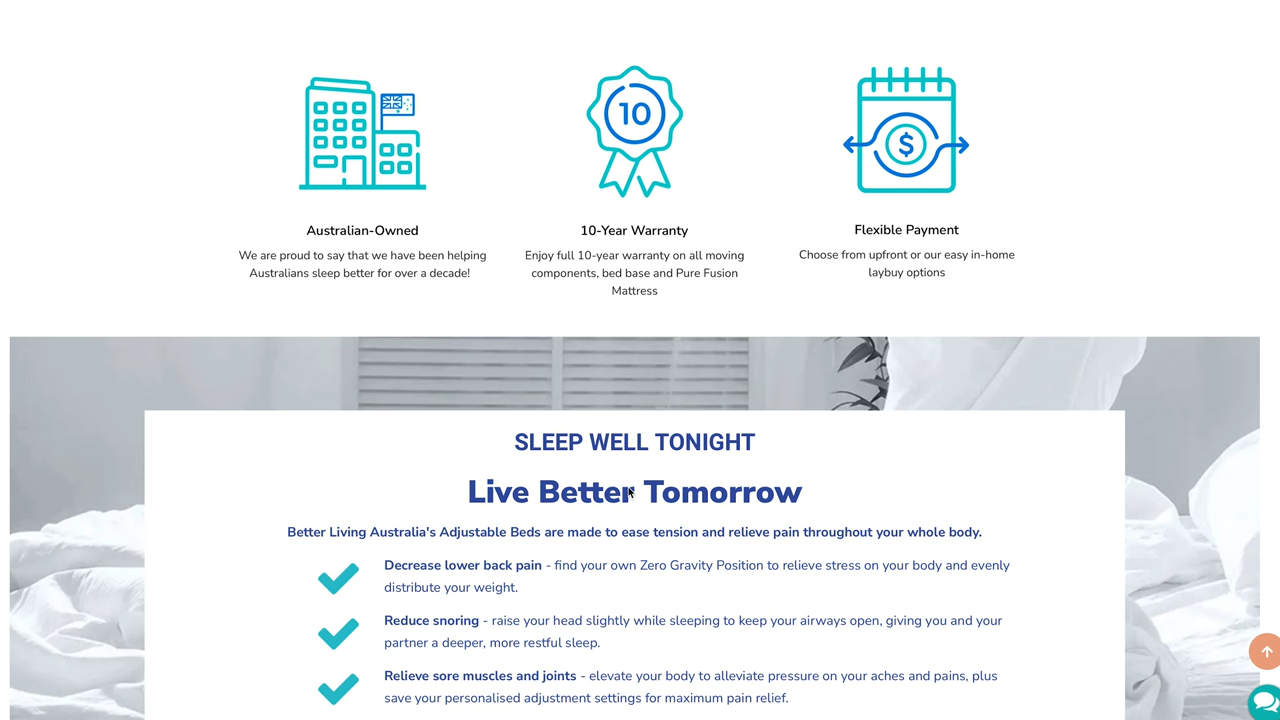 10
$
Australian-Owned
We are proud to say that we have been helping
Australians sleep better for over a decade!
10-Year Warranty
Enjoy full 10-year warranty on all moving
components, bed base and Pure Fusion
Mattress
Flexible Payment
Choose from upfront or our easy in-home
laybuy options
SLEEP WELL TONIGHT
Live Better Tomorrow
Better Living Australia's Adjustable Beds are made to ease tension and relieve pain throughout your whole body.
Decrease lower back pain - find your own Zero Gravity Position to relieve stress on your body and evenly
distribute your weight.
Reduce snoring - raise your head slightly while sleeping to keep your airways open, giving you and your
partner a deeper, more restful sleep.
Relieve sore muscles and joints - elevate your body to alleviate pressure on your aches and pains, plus
save your personalised adjustment settings for maximum pain relief.